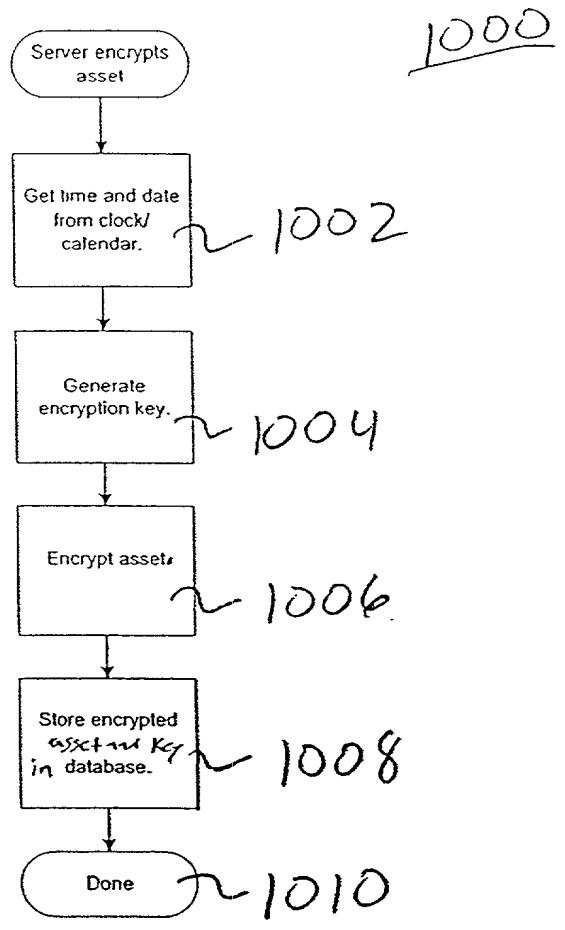 1000
Server encrypts
asset
Get time and date
from clock/
calendar.
1002
Generate
encryption key.
1004
Encrypt asset.
1006
Store encrypted
asset and key
in database.
1008
Done
1010